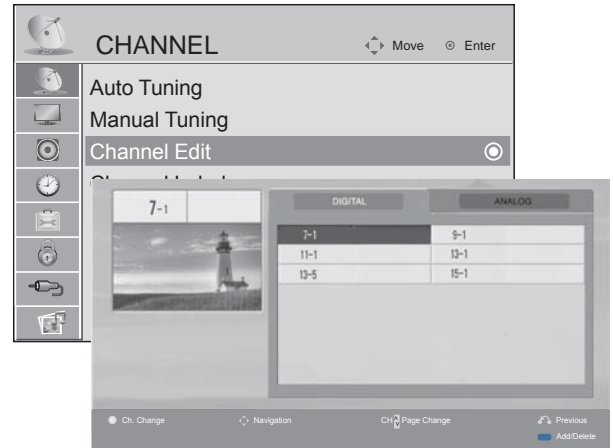 CHANNEL
Move Enter
Auto Tuning
Manual Tuning
Channel Edit
7-1
DIGITAL
ANALOG
7-1 9-1
11-1 13-1
13-5 15-1
Ch. Change Navigation CH Page Change Previous
Add/Delete